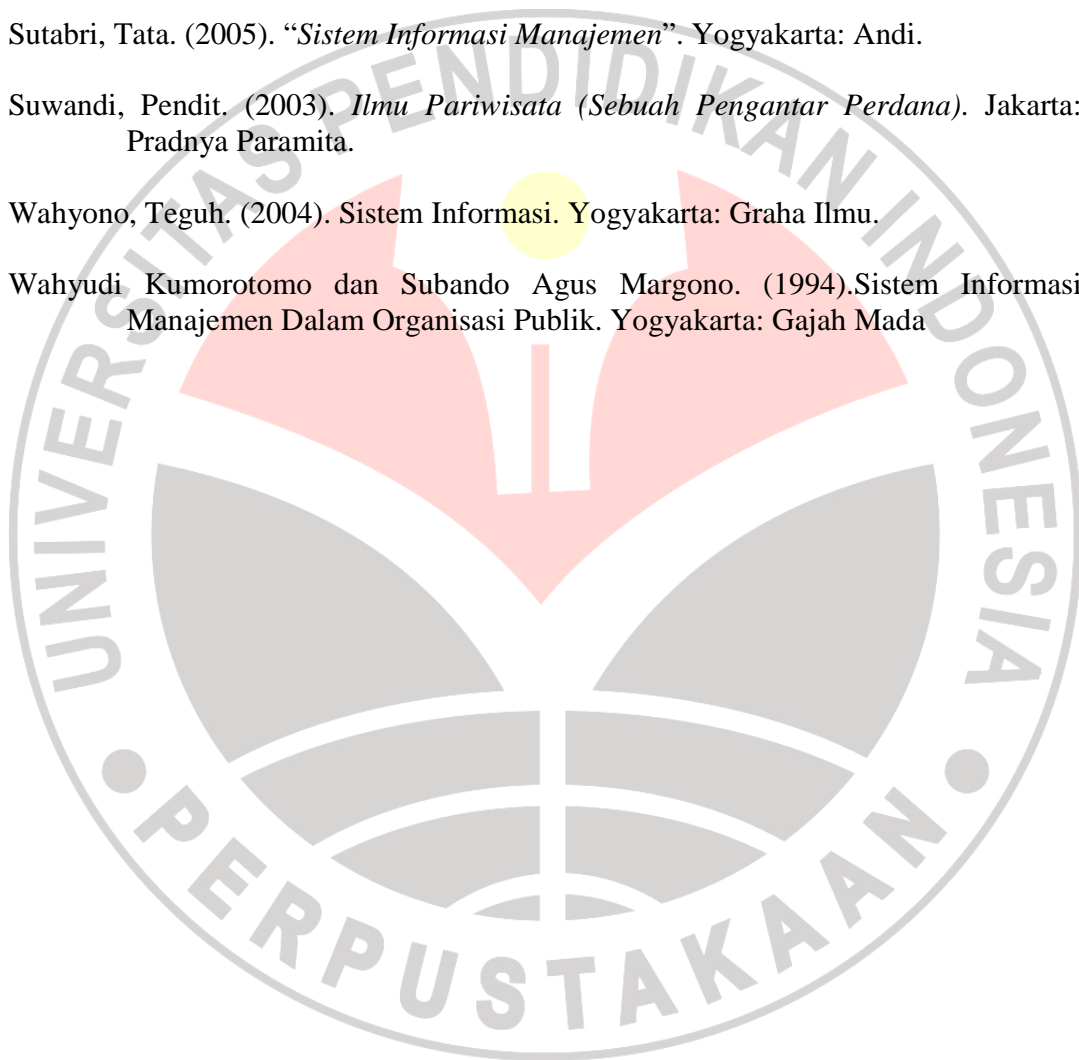 Sutabri, Tata. (2005). “Sistem Informasi Manajemen”. Yogyakarta: Andi.
Suwandi, Pendit. (2003). Ilmu Pariwisata (Sebuah Pengantar Perdana). Jakarta:
Pradnya Paramita.
Wahyono, Teguh. (2004). Sistem Informasi. Yogyakarta: Graha Ilmu.
Wahyudi Kumorotomo dan Subando Agus Margono. (1994).Sistem Informasi
Manajemen Dalam Organisasi Publik. Yogyakarta: Gajah Mada
UNIVERSITAS PENDIDIKAN INDONESIA
PERPUSTAKAAN